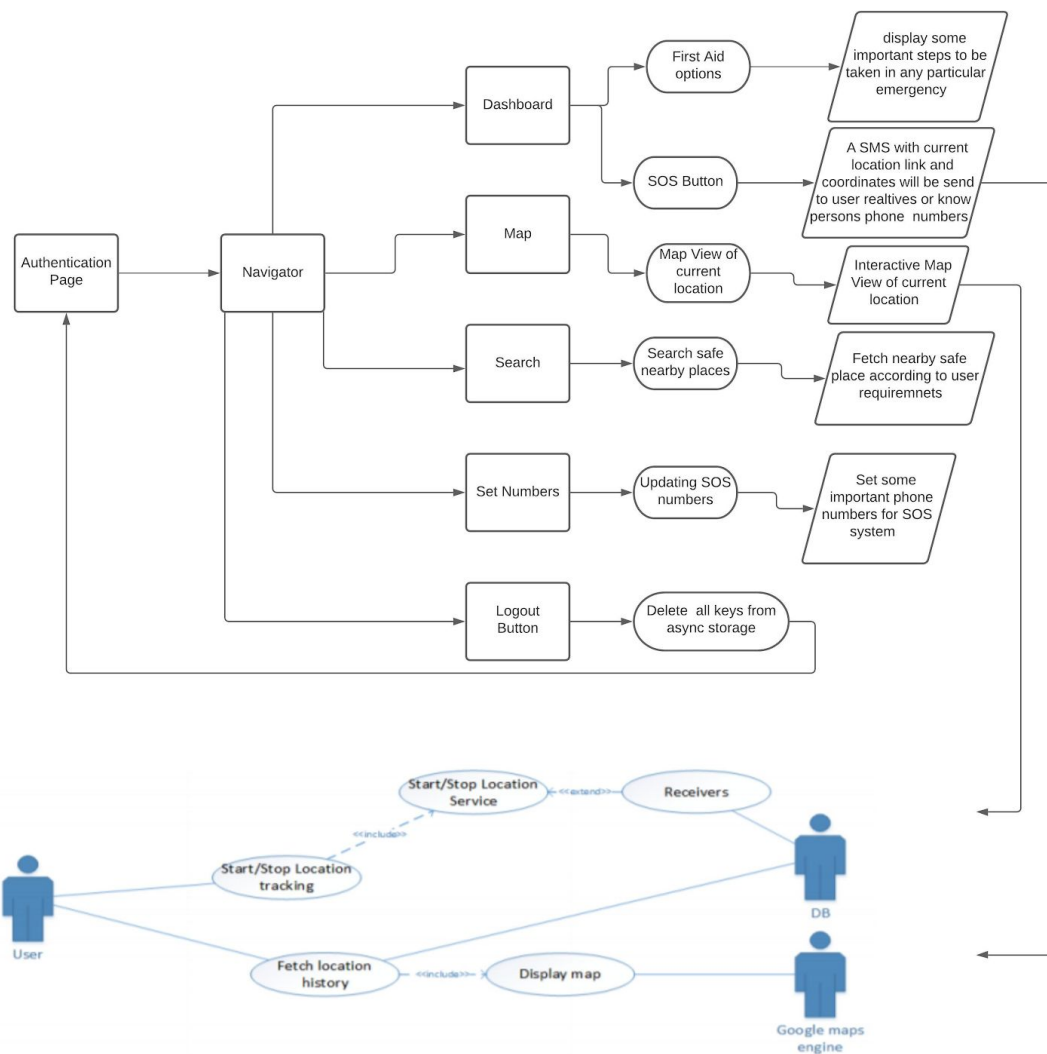 First Aid
options
display some
important steps to be
taken in any particular
emergency
Dashboard
SOS Button
A SMS with current
location link and
coordinates will be send
to user realtives or know
persons phone numbers
Map
Authentication
Page
Navigator
Map View of
current
location
Interactive Map
View of current
location
Search
Search safe
nearby places
Fetch nearby safe
place according to user
requiremnets
Set Numbers
Updating SOS
numbers
Set some
important phone
numbers for SOS
system
Logout
Button
Delete all keys from
async storage
Start/Stop Location
Service
<<extend>>
Receivers
<<include>>
Start/Stop Location
tracking
DB
User
Fetch location
history
<<include>>
Display map
Google maps
engine